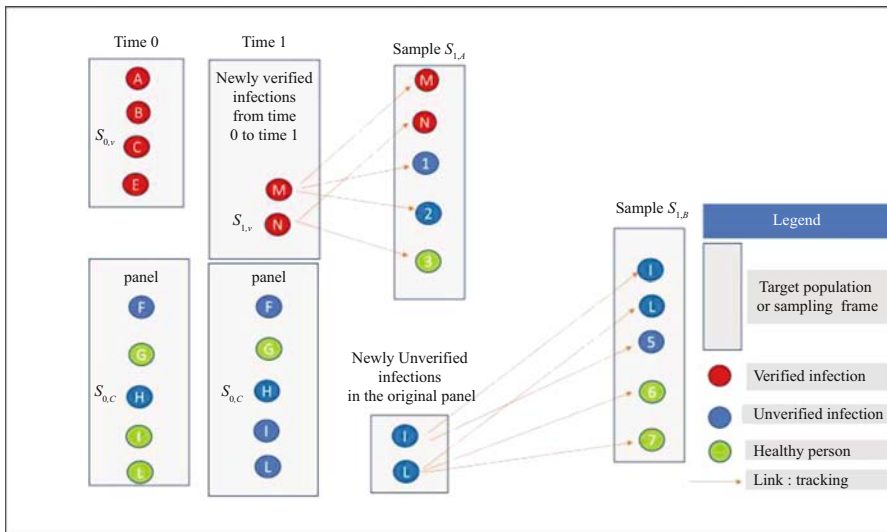 Time 0
A
B
C
E
S0,v
Time 1
Newly verified
infections
from time
0 to time 1
M
N
S1,v
Sample S1,A
M
N
1
2
3
panel
F
G
H
I
L
S0,C
panel
F
G
H
I
L
S0,C
Newly Unverified
infections
in the original panel
I
L
Sample S1,B
I
L
5
6
7
Legend
Target population
or sampling frame
Verified infection
Unverified infection
Healthy person
Link : tracking